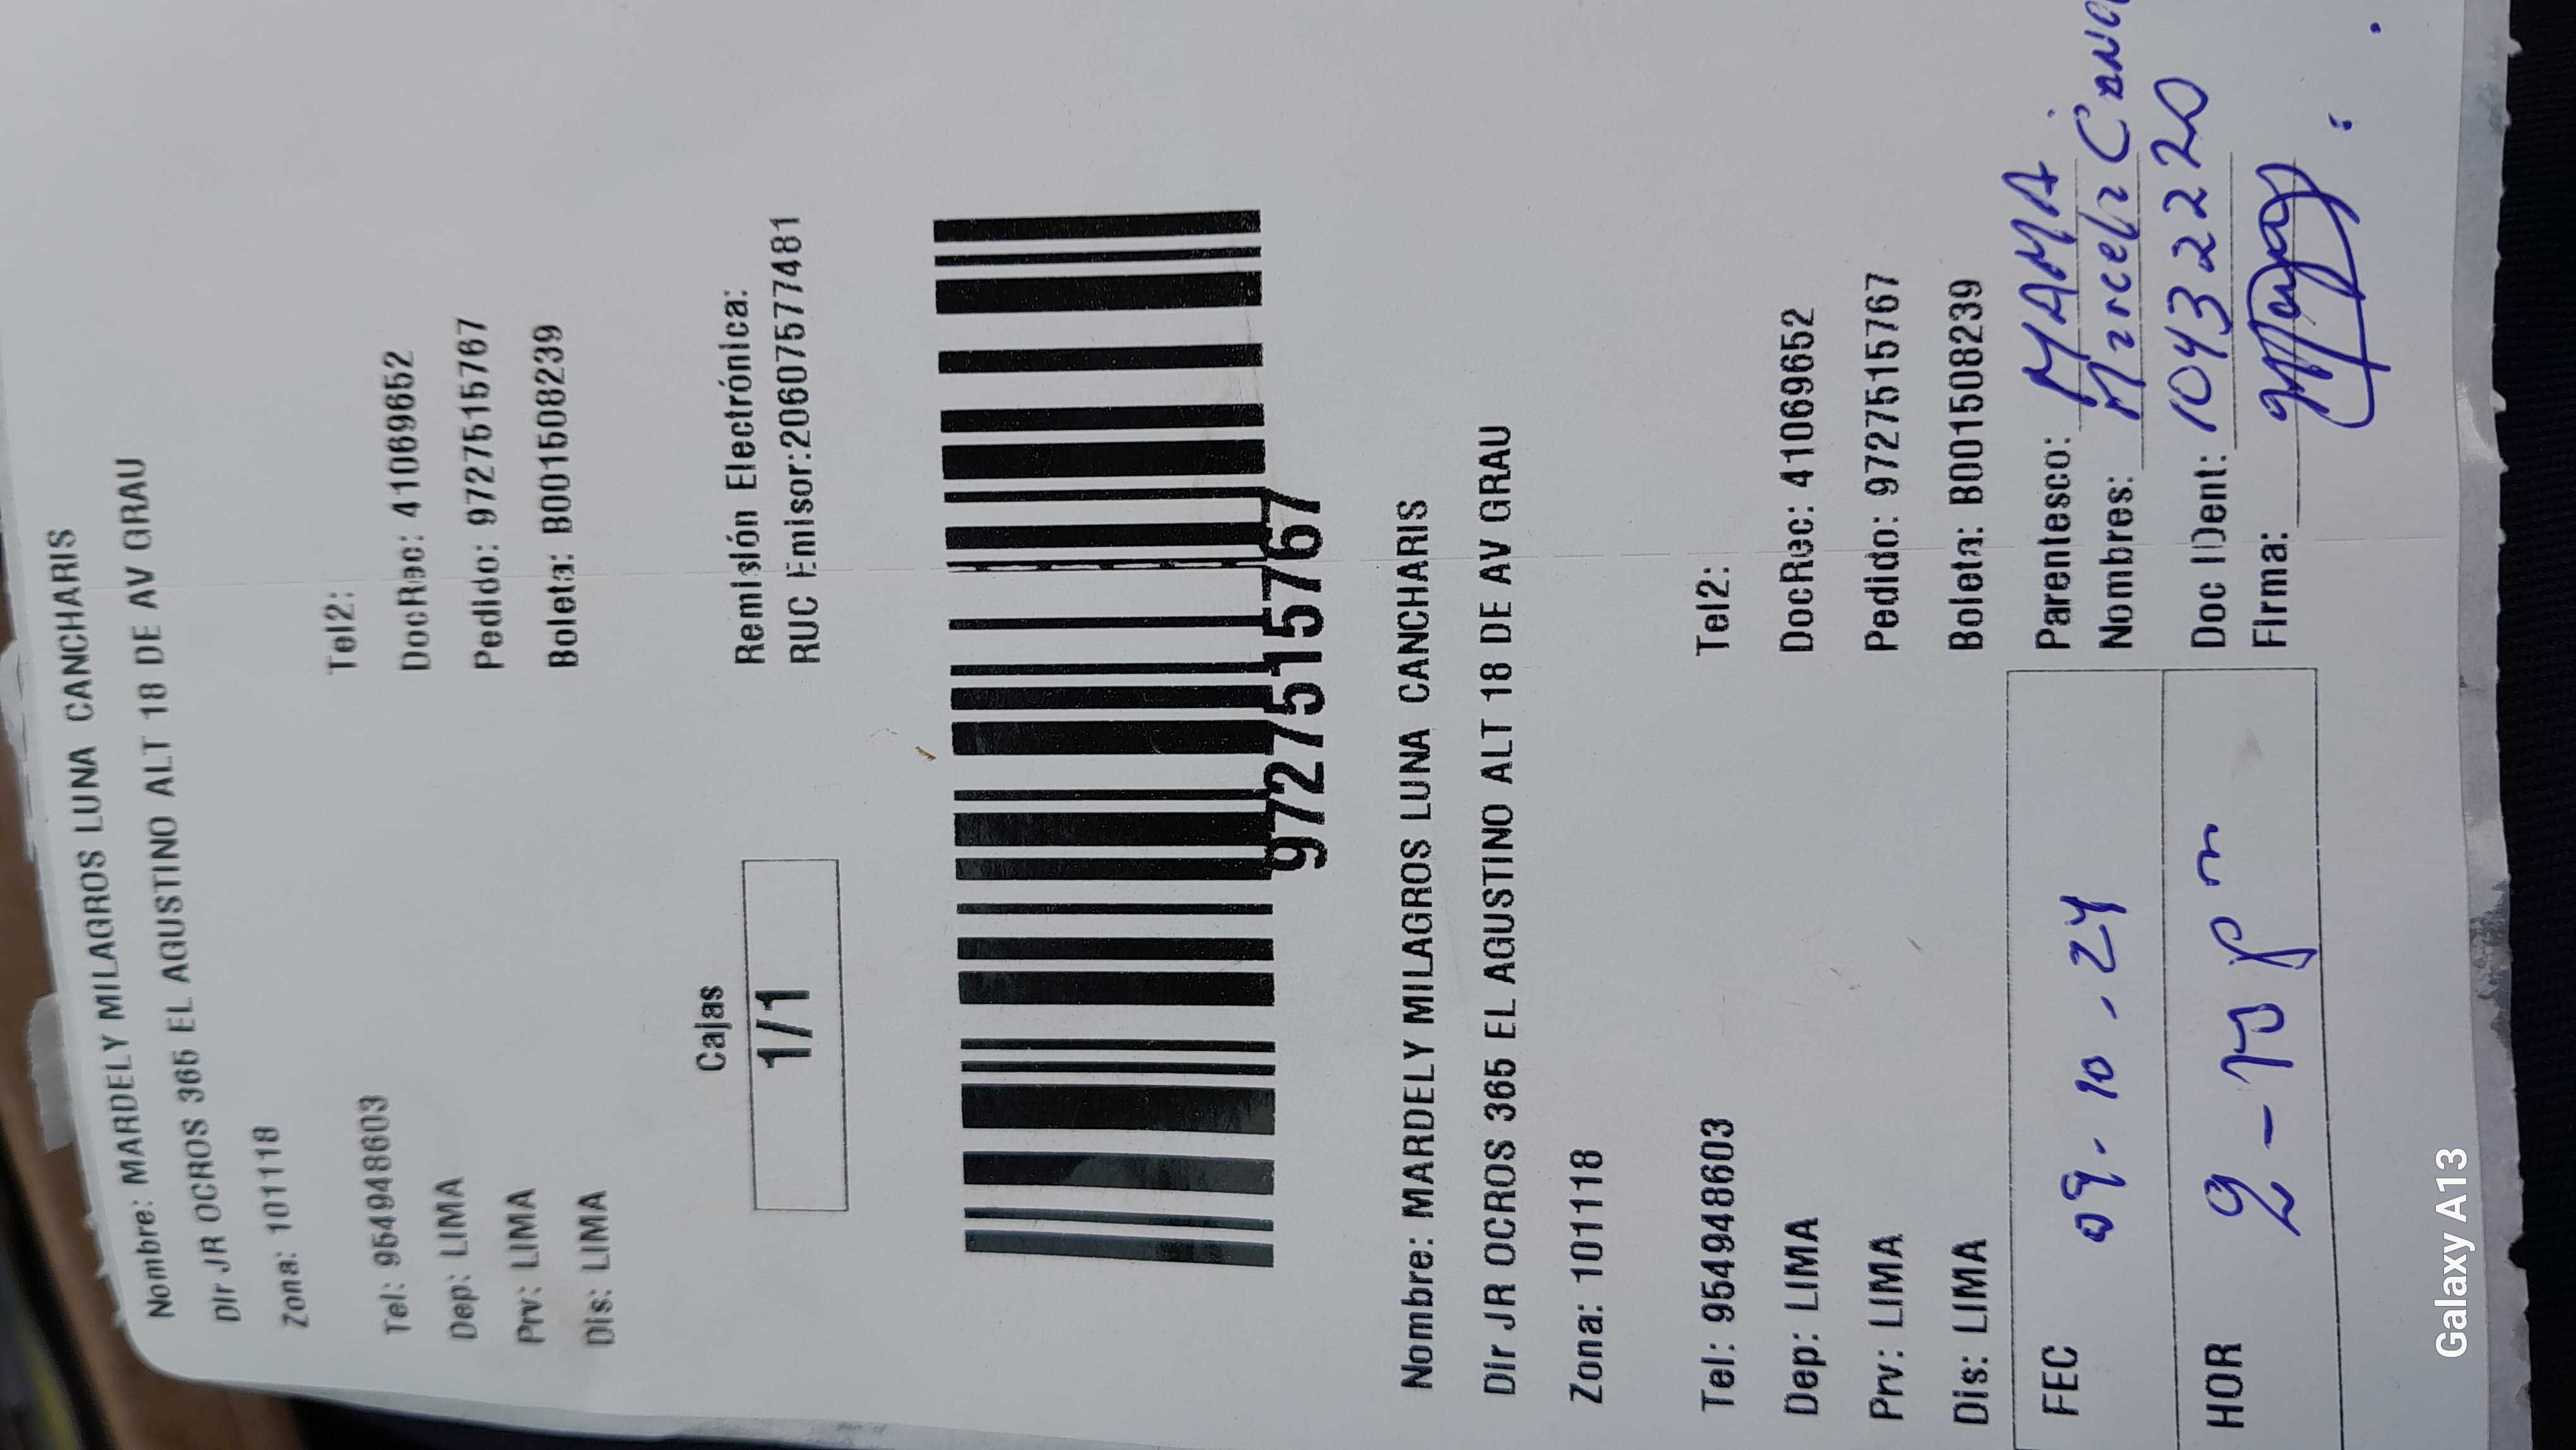 Nombre: MARDELY MILAGROS LUNA CANCHARIS
Dir JR OCROS 365 EL AGUSTINO ALT 18 DE AV GRAU
Zona: 101118
Tel: 954948603
Tel2:
Dep: LIMA
DocRec: 41069652
Prv: LIMA
Pedido: 9727515767
Dis: LIMA
Boleta: B001508239
Cajas
1/1
Remisión Electrónica:
RUC Emisor:20607577481
9727515767
Nombre: MARDELY MILAGROS LUNA CANCHARIS
Dir JR OCROS 365 EL AGUSTINO ALT 18 DE AV GRAU
Zona: 101118
Tel: 954948603
Tel2:
Dep: LIMA
DocRec: 41069652
Prv: LIMA
Pedido: 9727515767
Dis: LIMA
Boleta: B001508239
FEC 09-10-24
Parentesco: MAMA
Nombres: Marcela
HOR pm
Doc IDent: 10432220
Firma:
Galaxy A13